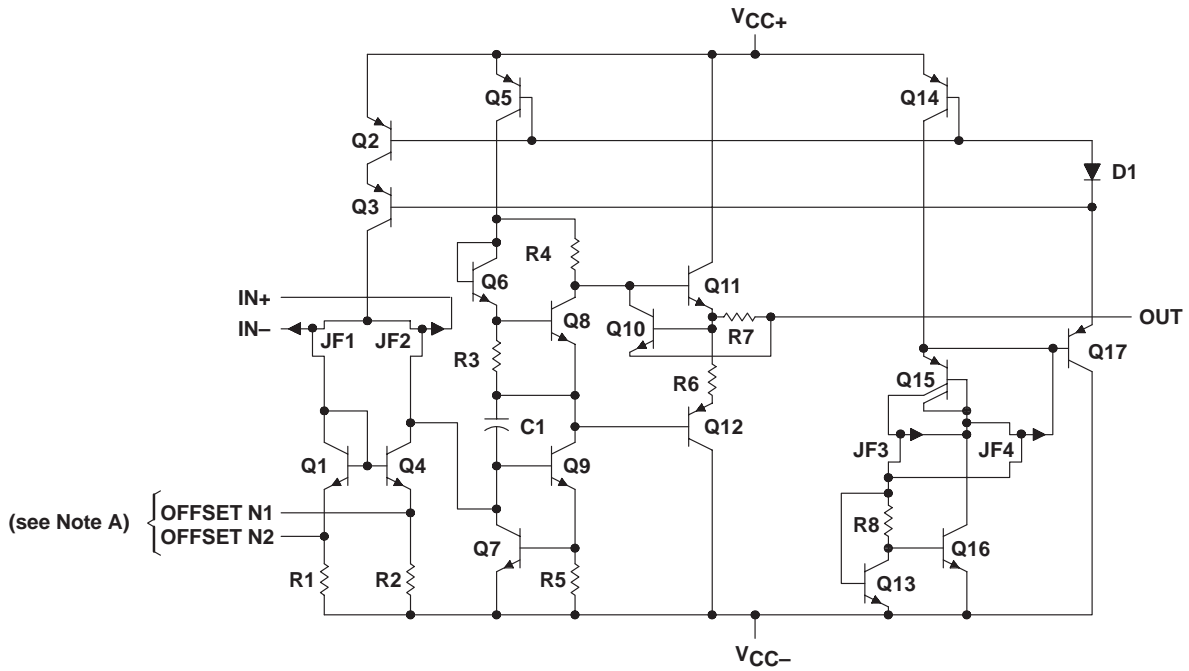 VCC+
Q5
Q14
Q2
D1
Q3
R4
Q6
Q11
IN+
IN–
JF1
JF2
Q8
Q10
R7
OUT
Q17
R3
R6
Q15
C1
Q12
JF3
JF4
Q1
Q4
Q9
(see Note A)
OFFSET N1
OFFSET N2
R8
Q7
Q16
R1
R2
R5
Q13
VCC–